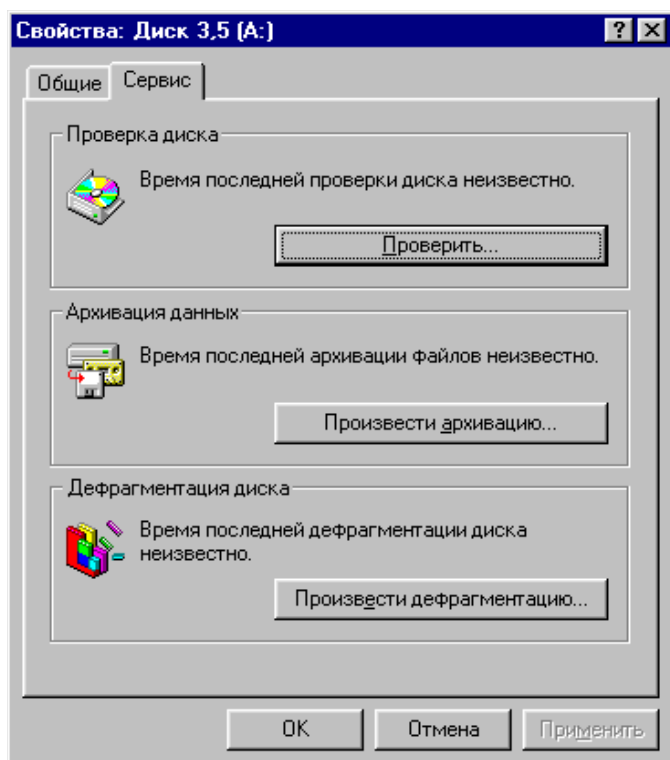 Свойства: Диск 3,5 (A:)
Общие
Сервис
Проверка диска
Время последней проверки диска неизвестно.
Проверить...
Архивация данных
Время последней архивации файлов неизвестно.
Произвести архивацию...
Дефрагментация диска
Время последней дефрагментации диска
неизвестно.
Произвести дефрагментацию...
OK
Отмена
Применить